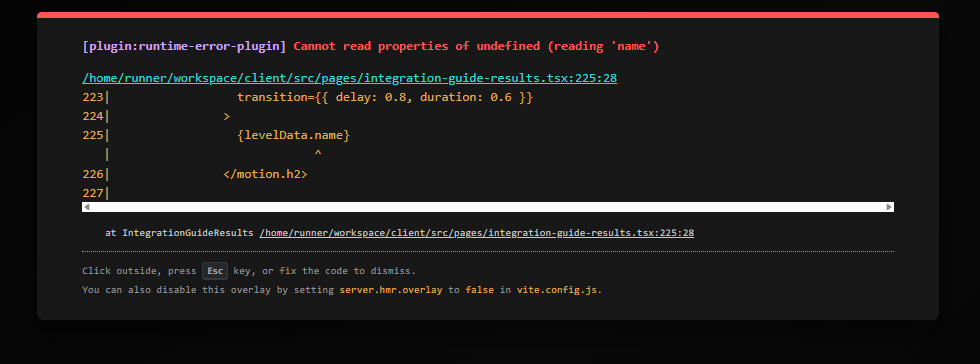 [plugin:runtime-error-plugin] Cannot read properties of undefined (reading 'name')
/home/runner/workspace/client/src/pages/integration-guide-results.tsx:225:28
223|                   transition={{ delay: 0.8, duration: 0.6 }}
224|                 >
225|                   {levelData.name}
   |                              ^
226|                 </motion.h2>
227|
at IntegrationGuideResults /home/runner/workspace/client/src/pages/integration-guide-results.tsx:225:28
Click outside, press Esc key, or fix the code to dismiss.
You can also disable this overlay by setting server.hmr.overlay to false in vite.config.js.